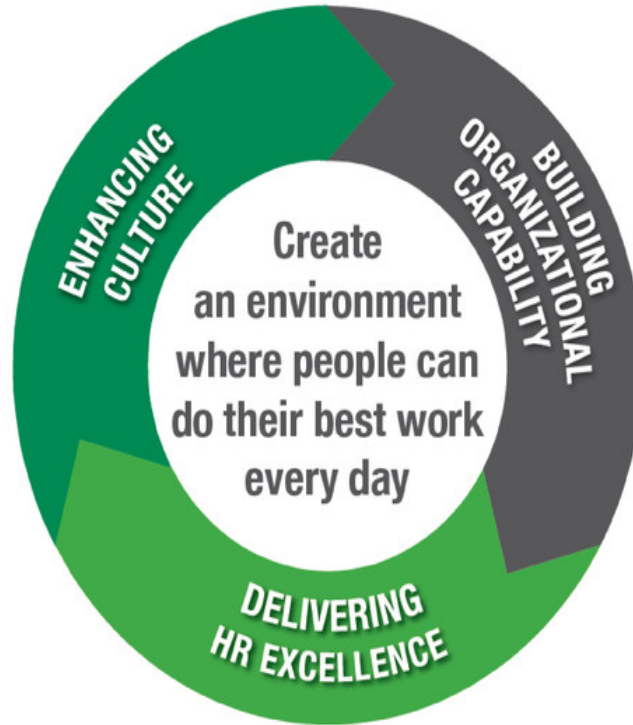 ENHANCING
CULTURE
BUILDING
ORGANIZATIONAL
CAPABILITY
Create
an environment
where people can
do their best work
every day
DELIVERING
HR EXCELLENCE